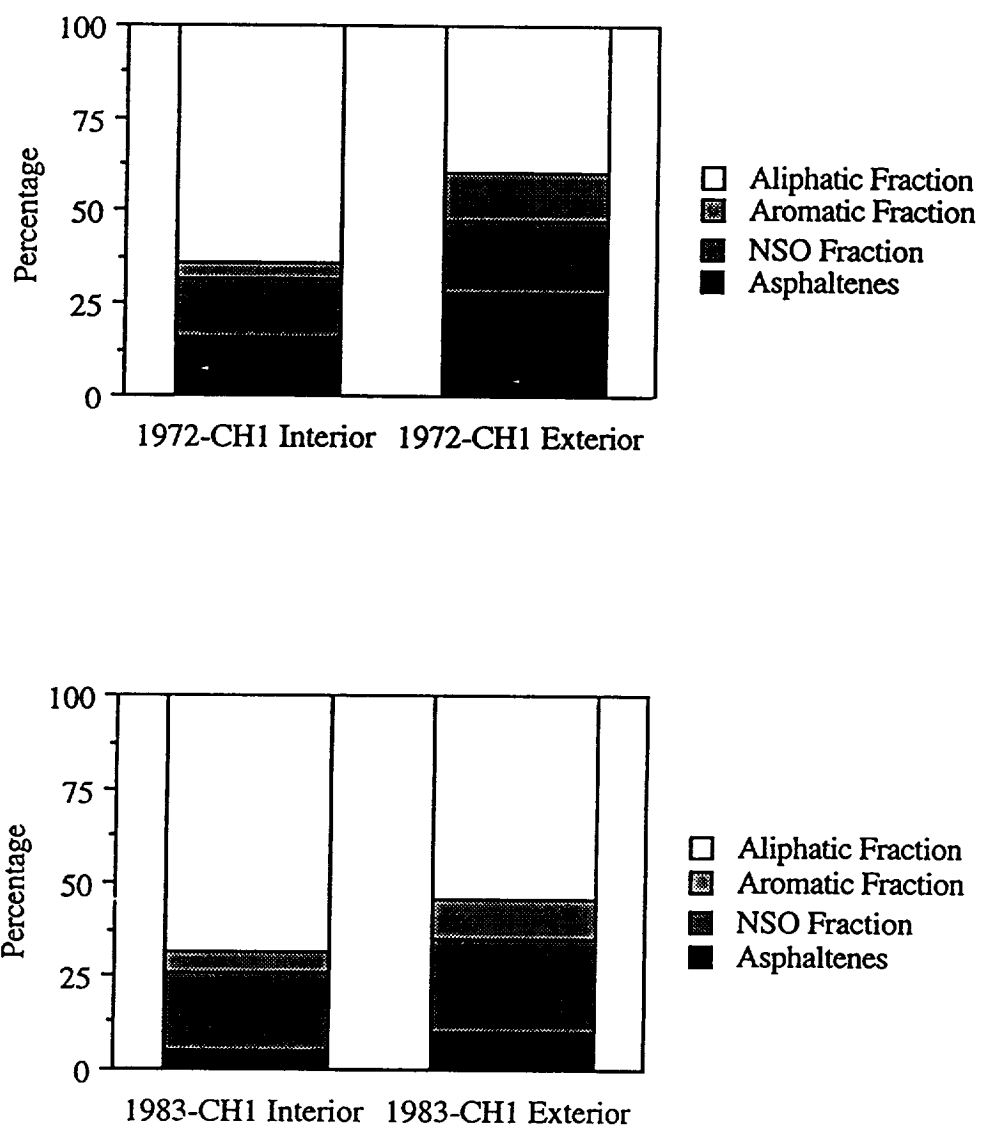 100
75
50
25
0
Percentage
1972-CH1 Interior 1972-CH1 Exterior
Aliphatic Fraction
Aromatic Fraction
NSO Fraction
Asphaltenes
100
75
50
25
0
Percentage
1983-CH1 Interior 1983-CH1 Exterior
Aliphatic Fraction
Aromatic Fraction
NSO Fraction
Asphaltenes